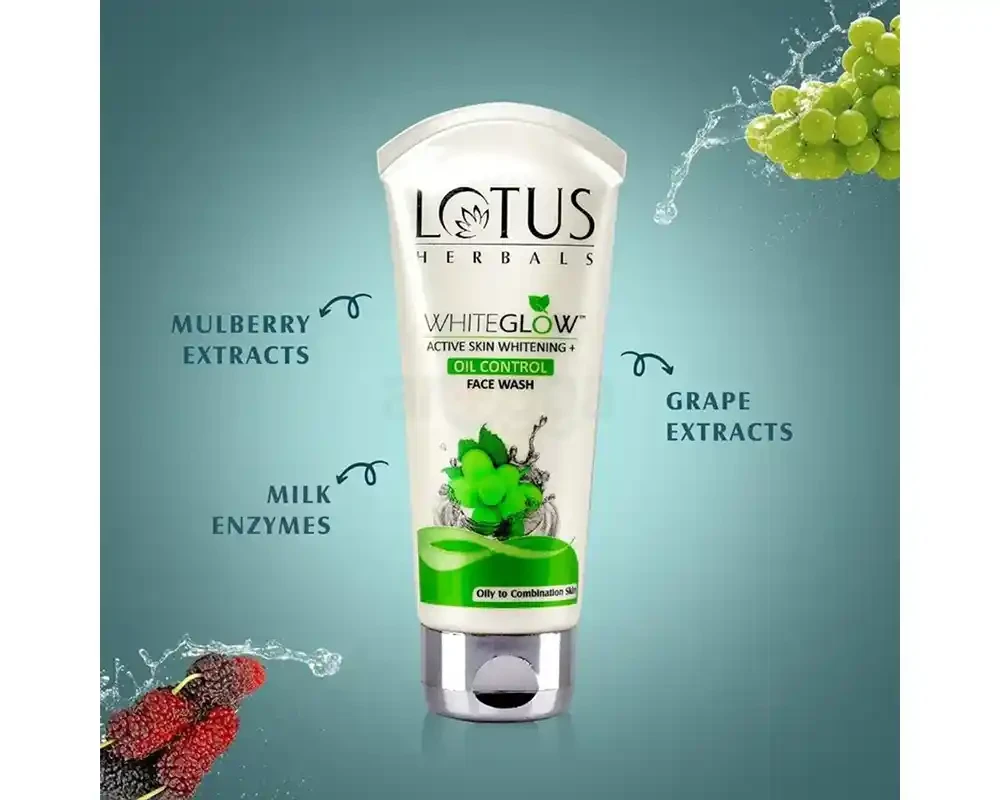 LOTUS
HERBALS
WHITEGLOW™
ACTIVE SKIN WHITENING +
OIL CONTROL
FACE WASH
Oily to Combination Skin
MULBERRY
EXTRACTS
MILK
ENZYMES
GRAPE
EXTRACTS